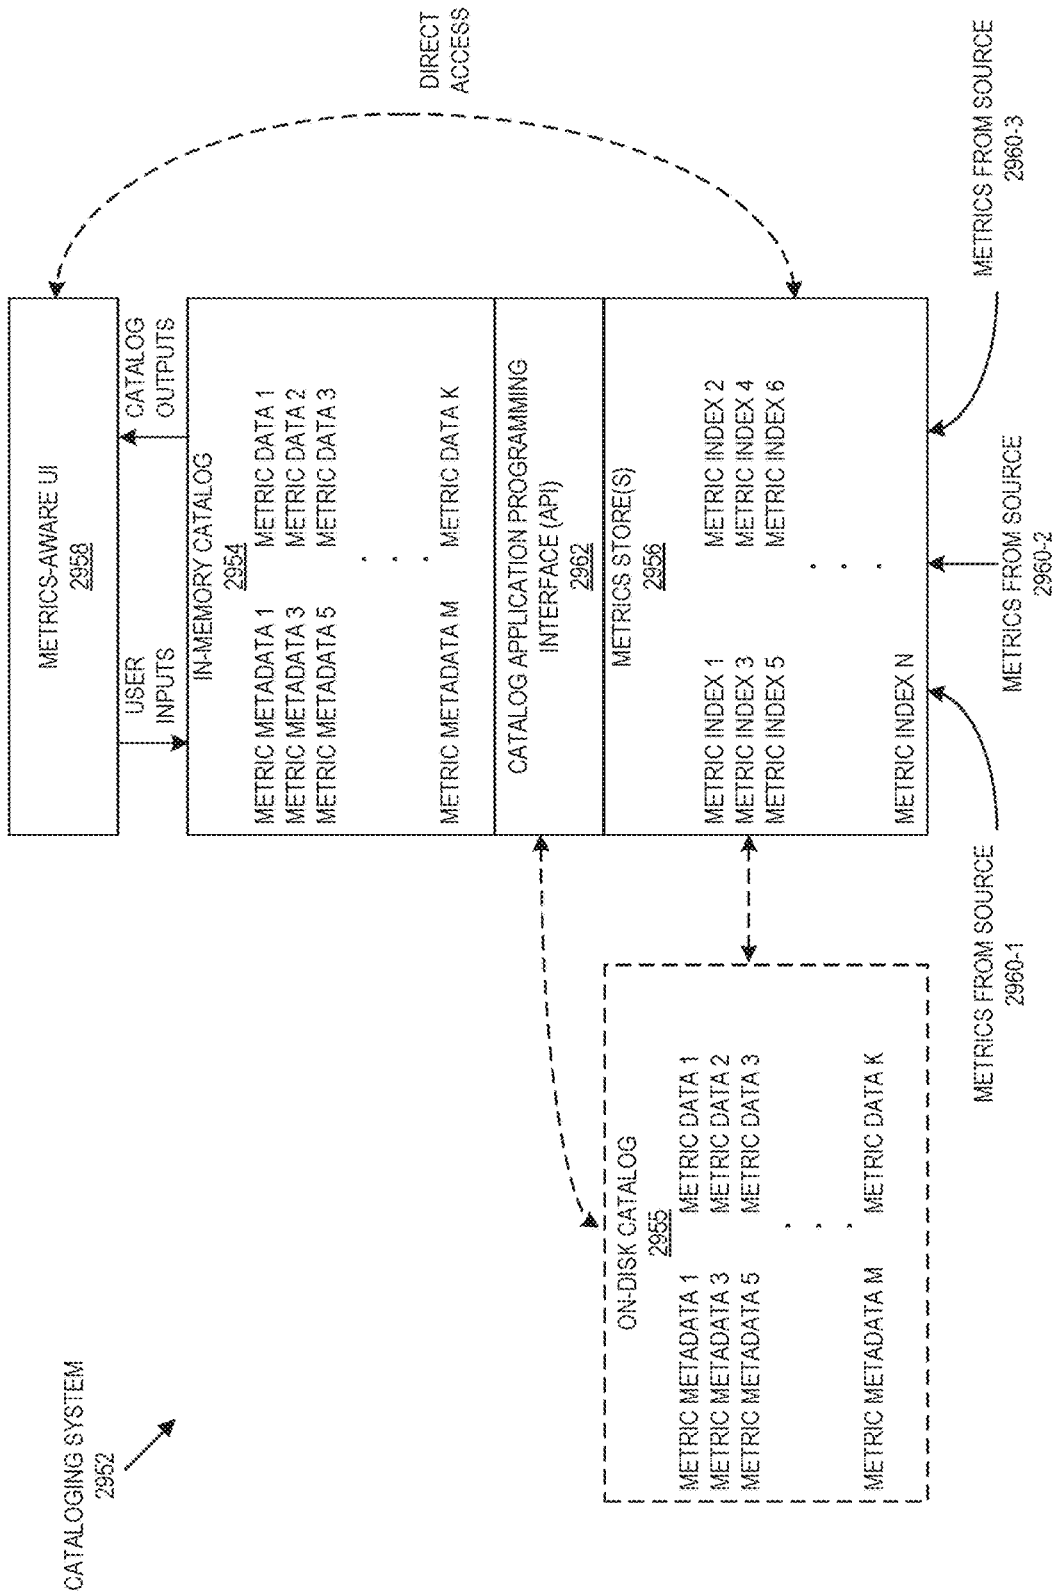 CATALOGING SYSTEM
2952
METRICS-AWARE UI
2958
USER
INPUTS
CATALOG
OUTPUTS
DIRECT
ACCESS
IN-MEMORY CATALOG
2954
METRIC METADATA 1 METRIC DATA 1
METRIC METADATA 3 METRIC DATA 2
METRIC METADATA 5 METRIC DATA 3
. . .
METRIC METADATA M METRIC DATA K
CATALOG APPLICATION PROGRAMMING
INTERFACE (API)
2962
ON-DISK CATALOG
2955
METRIC METADATA 1 METRIC DATA 1
METRIC METADATA 3 METRIC DATA 2
METRIC METADATA 5 METRIC DATA 3
. . .
METRIC METADATA M METRIC DATA K
METRICS STORE(S)
2956
METRIC INDEX 1 METRIC INDEX 2
METRIC INDEX 3 METRIC INDEX 4
METRIC INDEX 5 METRIC INDEX 6
. . .
METRIC INDEX N
METRICS FROM SOURCE
2960-1
METRICS FROM SOURCE
2960-2
METRICS FROM SOURCE
2960-3